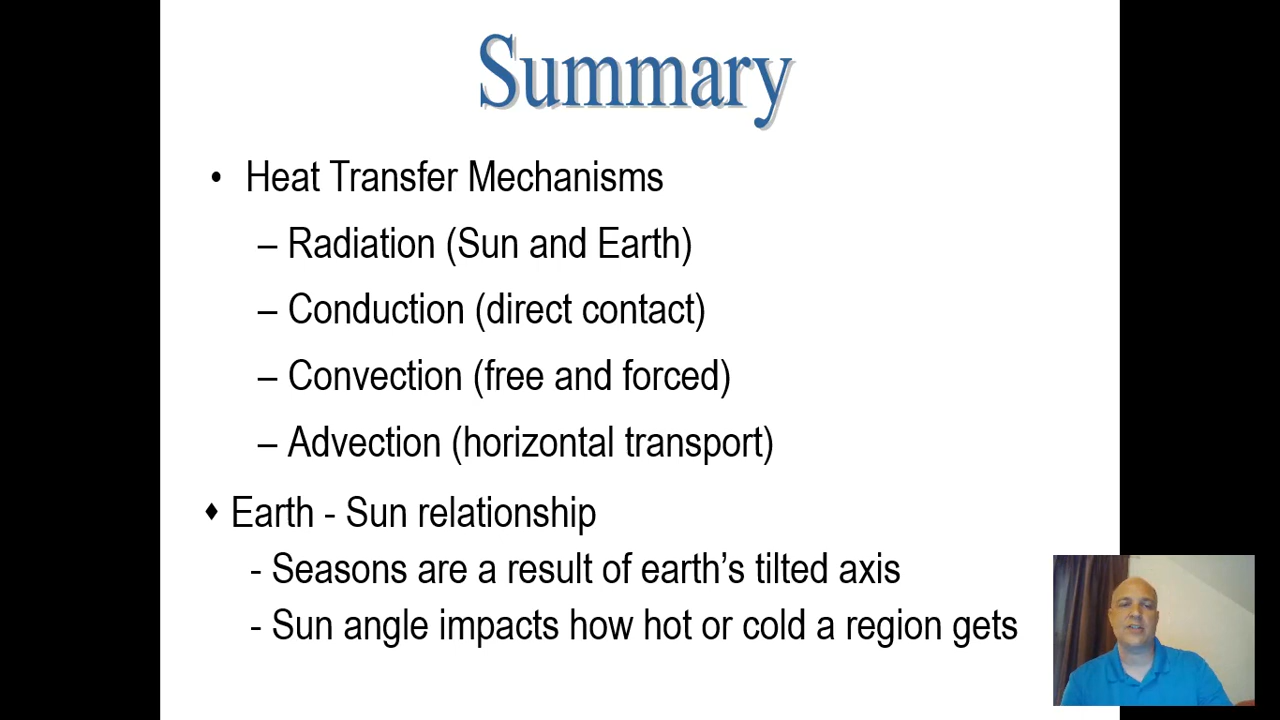 Summary
• Heat Transfer Mechanisms
– Radiation (Sun and Earth)
– Conduction (direct contact)
– Convection (free and forced)
– Advection (horizontal transport)
♦ Earth - Sun relationship
- Seasons are a result of earth’s tilted axis
- Sun angle impacts how hot or cold a region gets